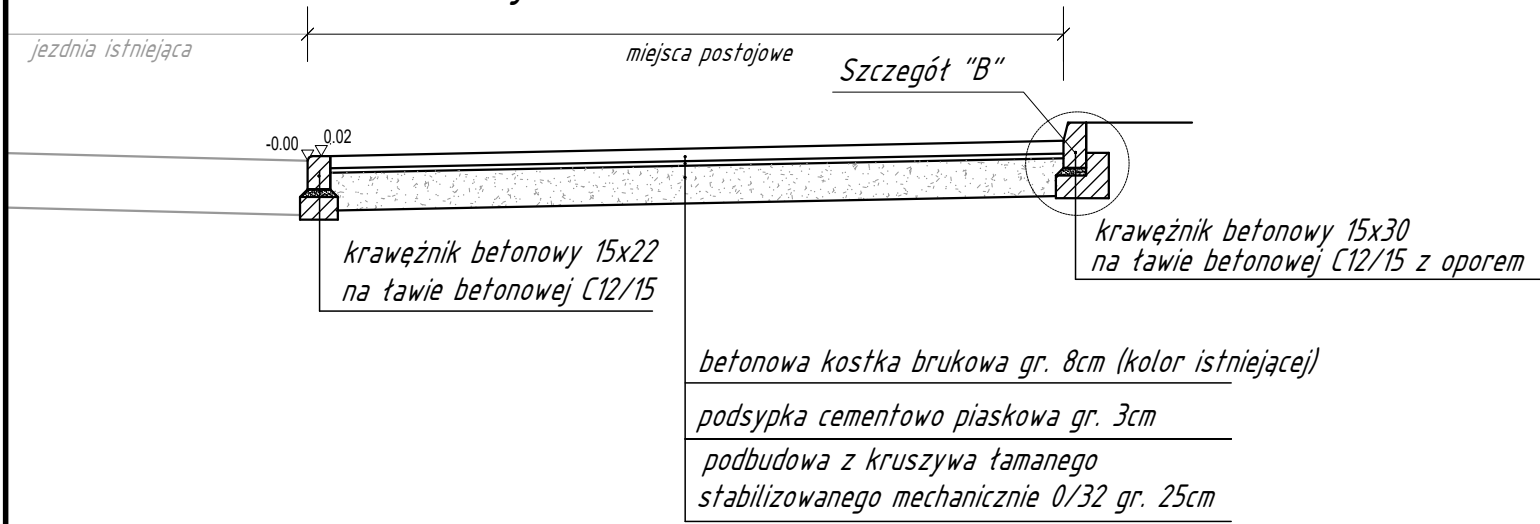 jezdnia istniejąca
miejsca postojowe
Szczegół "B"
-0.00
0.02
krawężnik betonowy 15x22
na ławie betonowej C12/15
krawężnik betonowy 15x30
na ławie betonowej C12/15 z oporem
betonowa kostka brukowa gr. 8cm (kolor istniejącej)
podsypka cementowo piaskowa gr. 3cm
podbudowa z kruszywa łamanego
stabilizowanego mechanicznie 0/32 gr. 25cm